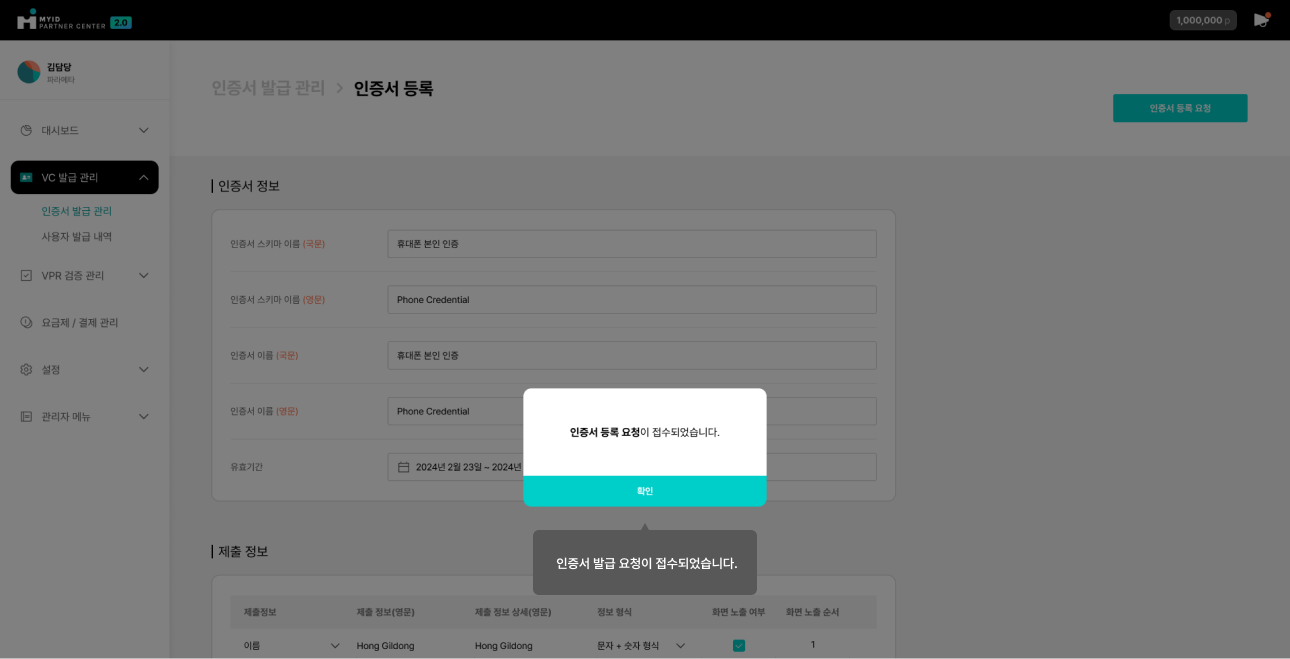 MYID
PARTNER CENTER 2.0
1,000,000 p
김담당
파라메타
인증서 발급 관리 > 인증서 등록
인증서 등록 요청
대시보드
VC 발급 관리
인증서 발급 관리
사용자 발급 내역
VPR 검증 관리
요금제 / 결제 관리
설정
관리자 메뉴
인증서 정보
인증서 스키마 이름 (국문) 휴대폰 본인 인증
인증서 스키마 이름 (영문) Phone Credential
인증서 이름 (국문) 휴대폰 본인 인증
인증서 이름 (영문) Phone Credential
유효기간 2024년 2월 23일 ~ 2024년
인증서 등록 요청이 접수되었습니다.
확인
인증서 발급 요청이 접수되었습니다.
제출 정보
제출정보 제출 정보(영문) 제출 정보 상세(영문) 정보 형식 화면 노출 여부 화면 노출 순서
이름 Hong Gildong Hong Gildong 문자 + 숫자 형식 1